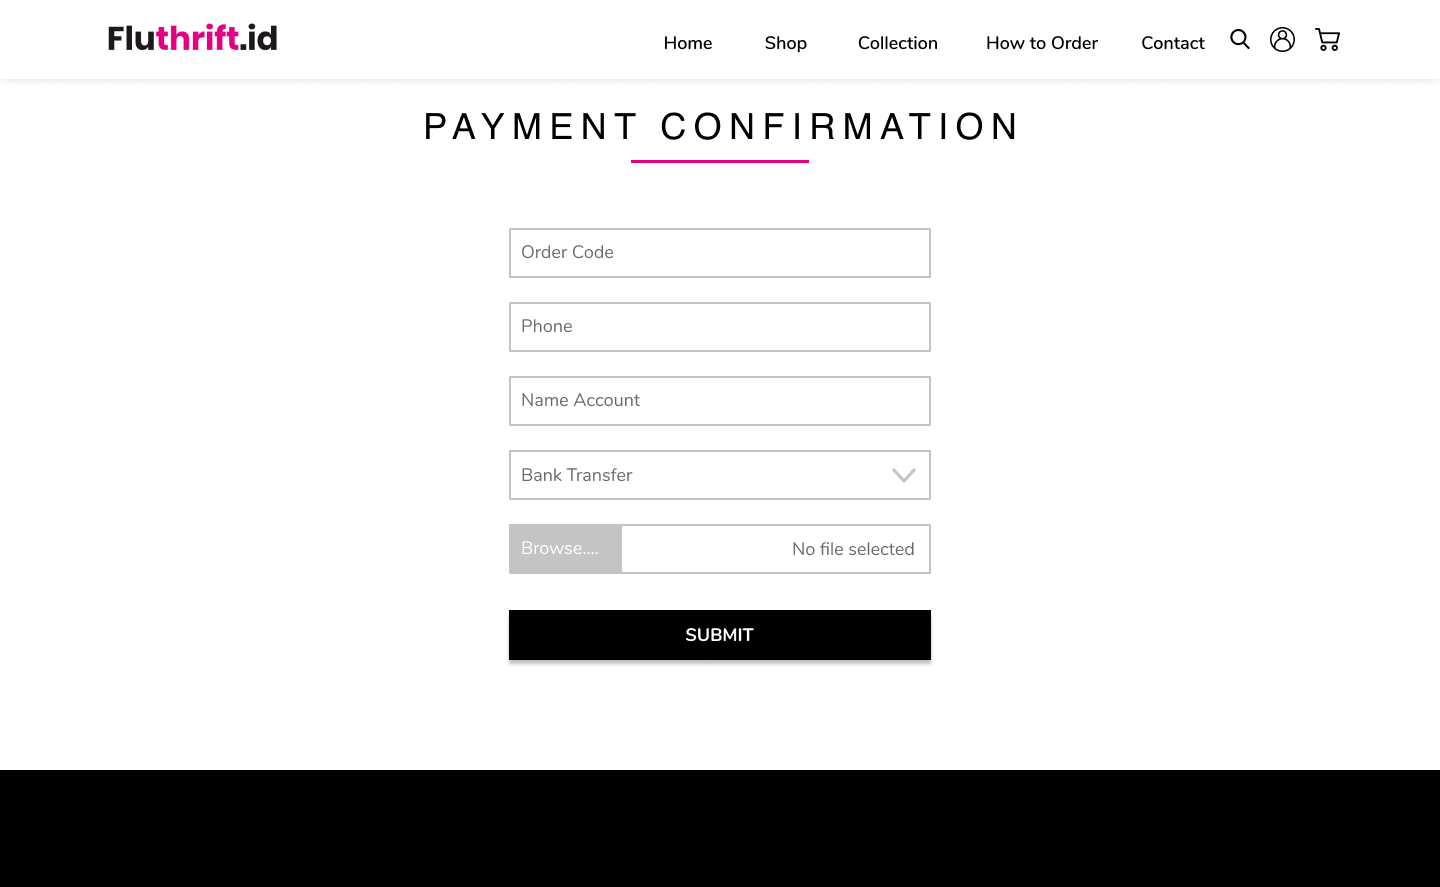 Fluthrift.id
Home Shop Collection How to Order Contact
PAYMENT CONFIRMATION
Order Code
Phone
Name Account
Bank Transfer
Browse.... No file selected
SUBMIT